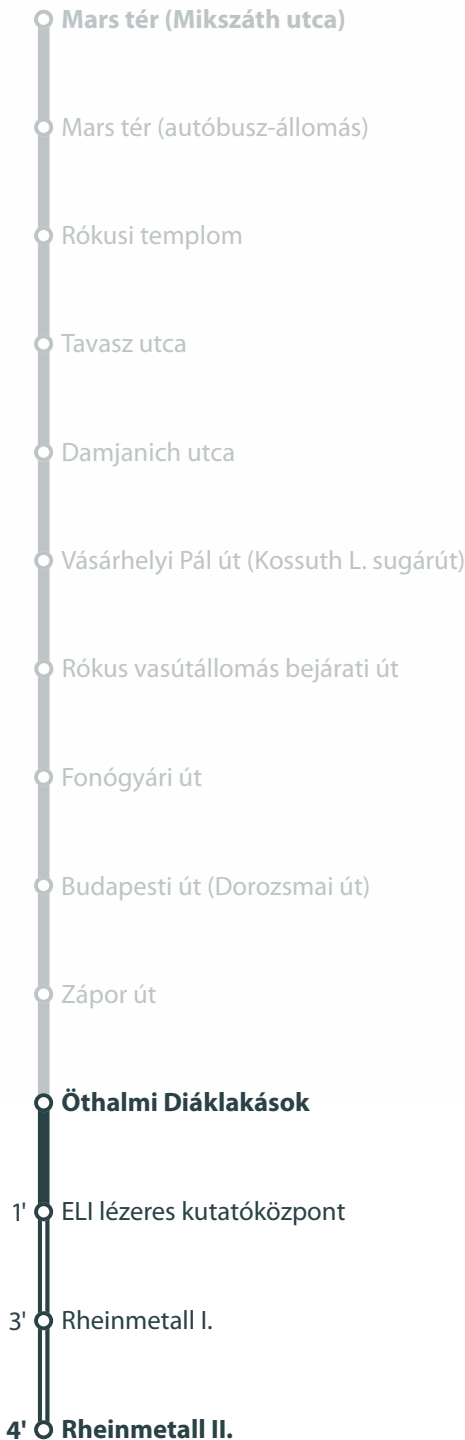 Mars tér (Mikszáth utca)
Mars tér (autóbusz-állomás)
Rókusi templom
Tavasz utca
Damjanich utca
Vásárhelyi Pál út (Kossuth L. sugárút)
Rókus vasútállomás bejárati út
Fonógyári út
Budapesti út (Dorozsmai út)
Zápor út
Öthalmi Diáklakások
1' ELI lézeres kutatóközpont
3' Rheinmetall I.
4' Rheinmetall II.